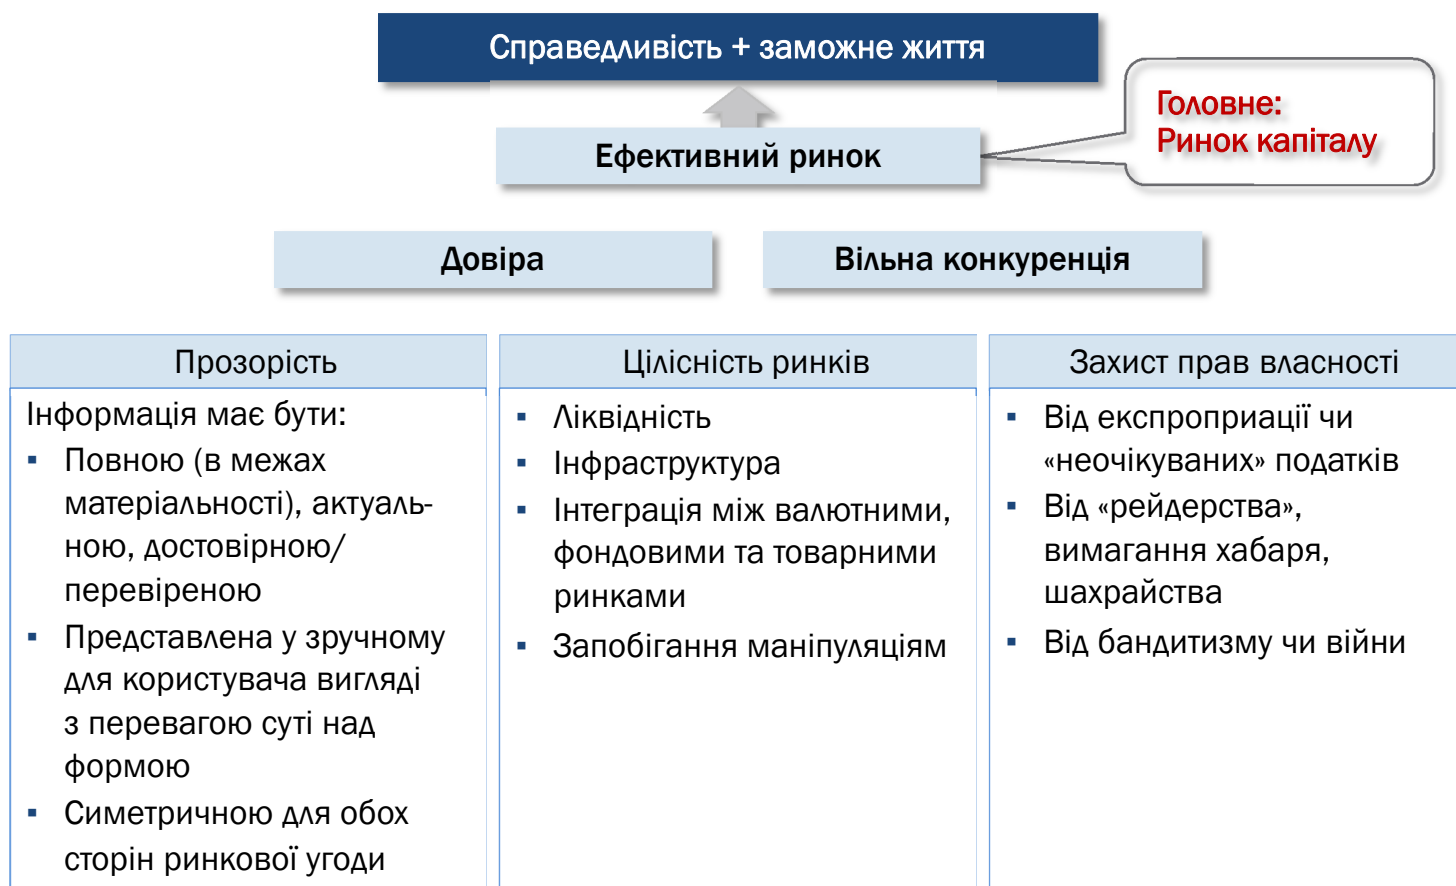 Справедливість + заможне життя
Головне:
Ринок капіталу
Ефективний ринок
Довіра
Вільна конкуренція
Прозорість
Інформація має бути:
▪ Повною (в межах
матеріальності), актуаль-
ною, достовірною/
перевіреною
▪ Представлена у зручному
для користувача вигляді
з перевагою суті над
формою
▪ Симетричною для обох
сторін ринкової угоди
Цілісність ринків
▪ Ліквідність
▪ Інфраструктура
▪ Інтеграція між валютними,
фондовими та товарними
ринками
▪ Запобігання маніпуляціям
Захист прав власності
▪ Від експроприації чи
«неочікуваних» податків
▪ Від «рейдерства»,
вимагання хабаря,
шахрайства
▪ Від бандитизму чи війни